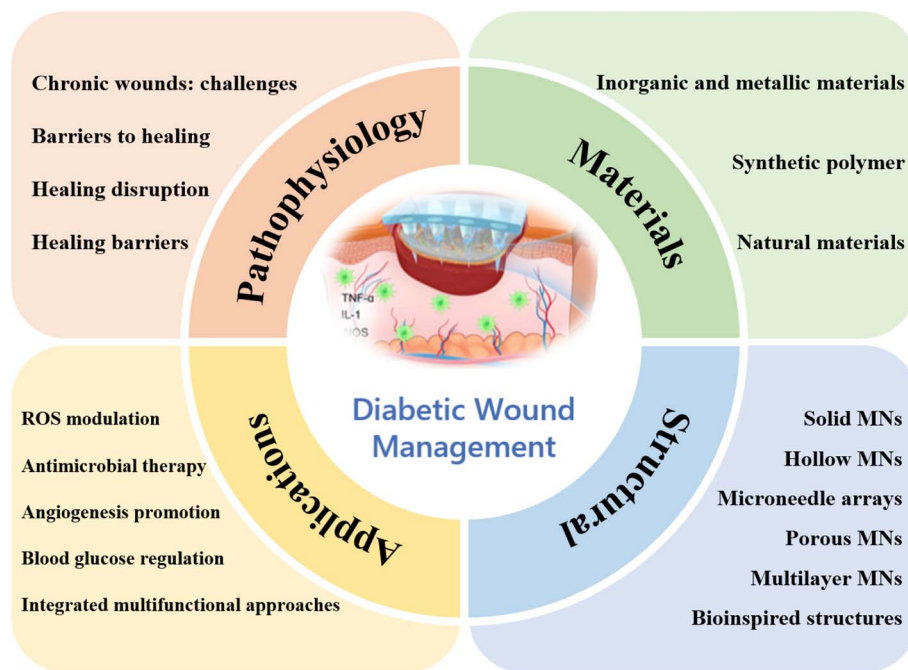 Chronic wounds: challenges
Barriers to healing
Healing disruption
Healing barriers
Pathophysiology
Inorganic and metallic materials
Synthetic polymer
Natural materials
Materials
TNF-α
IL-1
Diabetic Wound
Management
ROS modulation
Antimicrobial therapy
Angiogenesis promotion
Blood glucose regulation
Integrated multifunctional approaches
Applications
Solid MNs
Hollow MNs
Microneedle arrays
Porous MNs
Multilayer MNs
Bioinspired structures
Structural